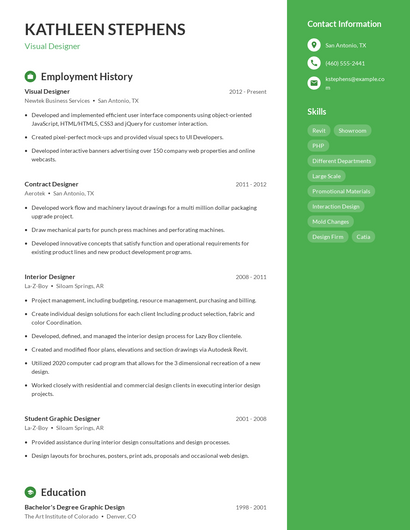 KATHLEEN STEPHENS
Visual Designer
Employment History
Visual Designer 2012 - Present
Newtek Business Services • San Antonio, TX
• Developed and implemented efficient user interface components using object-oriented
JavaScript, HTML/HTML5, CSS3 and jQuery for customer interaction.
• Created pixel-perfect mock-ups and provided visual specs to UI Developers.
• Developed interactive banners advertising over 150 company web properties and online
webcasts.
Contract Designer 2011 - 2012
Aerotek • San Antonio, TX
• Developed work flow and machinery layout drawings for a multi million dollar packaging
upgrade project.
• Draw mechanical parts for punch press machines and perforating machines.
• Developed innovative concepts that satisfy function and operational requirements for
existing products and new product development programs.
Interior Designer 2008 - 2011
La-Z-Boy • Siloam Springs, AR
• Project management, including budgeting, resource management, purchasing and billing.
• Create individual design solutions for each client Including product selection, fabric and
color Coordination.
• Developed, defined, and managed the interior design process for Lazy Boy clientele.
• Created and modified floor plans, elevations and section drawings via Autodesk Revit.
• Utilized 2020 computer cad program that allows for the 3 dimensional recreation of a new
design.
• Worked closely with residential and commercial design clients in executing interior design
projects.
Student Graphic Designer 2001 - 2008
La-Z-Boy • Siloam Springs, AR
• Provided assistance during interior design consultations and design processes.
• Design layouts for brochures, posters, print ads, proposals and occasional web design.
Education
Bachelor's Degree Graphic Design 1998 - 2001
The Art Institute of Colorado • Denver, CO
Contact Information
San Antonio, TX
(460) 555-2441
kstephens@example.co
m
Skills
Revit Showroom
PHP
Different Departments
Large Scale
Promotional Materials
Interaction Design
Mold Changes
Design Firm Catia